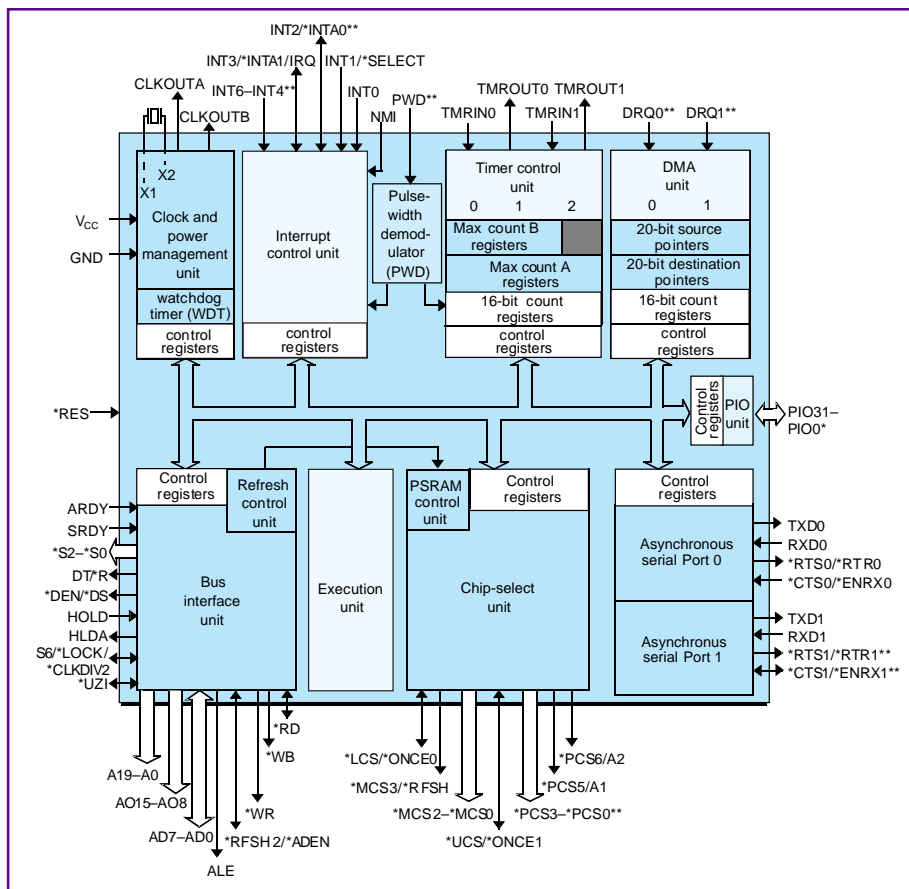 INT2/*INTA0**
INT3/*INTA1/IRQ
INT1/*SELECT
CLKOUTA
INT6–INT4**
INT0
PWD**
TMROUT0
TMROUT1
CLKOUTB
NMI
TMRIN0
TMRIN1
DRQ0**
DRQ1**
X2
X1
VCC
GND
Clock and
power
management
unit
watchdog
timer (WDT)
control
registers
Interrupt
control unit
control
registers
Pulse-
width
demod-
ulator
(PWD)
Timer control
unit
0 1 2
Max count B
registers
Max count A
registers
16-bit count
registers
control
registers
DMA
unit
0 1
20-bit source
pointers
20-bit destination
pointers
16-bit count
registers
control
registers
*RES
Control
registers
PIO
unit
PIO31–
PIO0*
Control
registers
Refresh
control
unit
Bus
interface
unit
Execution
unit
PSRAM
control
unit
Control
registers
Chip-select
unit
Control
registers
Asynchronous
serial Port 0
Asynchronus
serial Port 1
ARDY
SRDY
*S2–*S0
DT/*R
*DEN/*DS
HOLD
HLDA
S6/*LOCK/
*CLKDIV2
*UZI
TXD0
RXD0
*RTS0/*RTR0
*CTS0/*ENRX0
TXD1
RXD1
*RTS1/*RTR1**
*CTS1/*ENRX1**
A19–A0
AO15–AO8
AD7–AD0
ALE
*RFSH2/*ADEN
*WR
*WB
*RD
*LCS/*ONCE0
*MCS3/*RFSH
*MCS2–*MCS0
*UCS/*ONCE1
*PCS3–*PCS0**
*PCS5/A1
*PCS6/A2